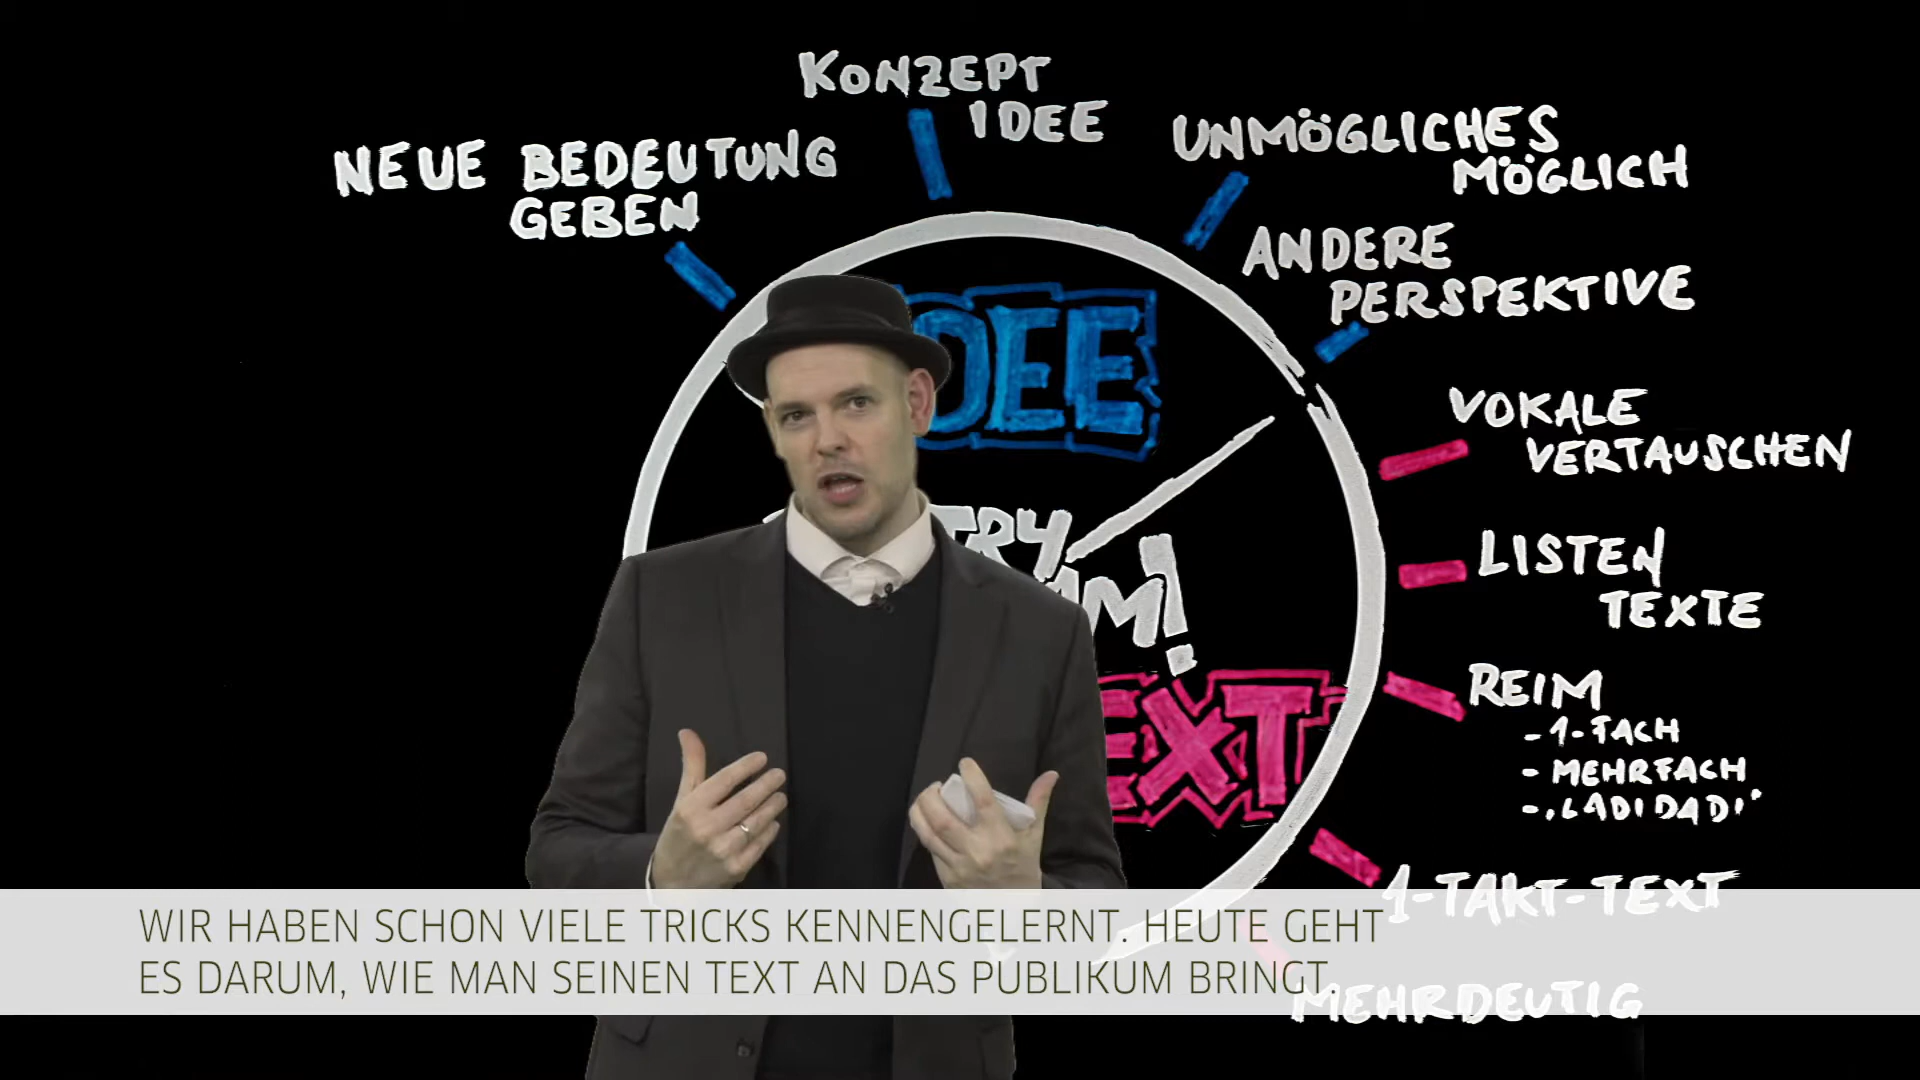 KONZEPT
IDEE
NEUE BEDEUTUNG
GEBEN
UNMÖGLICHES
MÖGLICH
ANDERE
PERSPEKTIVE
IDEE
VOKALE
VERTAUSCHEN
LISTEN
TEXTE
REIM
- 1-FACH
- MEHRFACH
- "LADIDADI"
1-TAKT-TEXT
MEHRDEUTIG
WIR HABEN SCHON VIELE TRICKS KENNENGELERNT. HEUTE GEHT
ES DARUM, WIE MAN SEINEN TEXT AN DAS PUBLIKUM BRINGT.